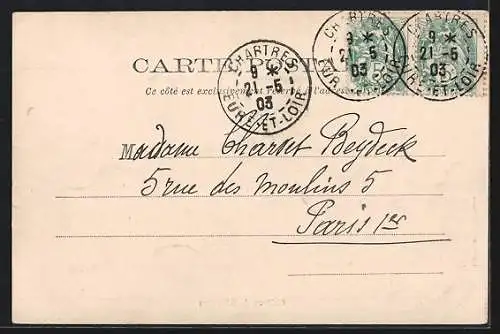 CARTE POSTALE
Ce côté est exclusivement réservé à l'adresse
CHARTRES
9 *
21 -5
03
EURE-ET-LOIR
CHARTRES
9 *
21 -5
03
EURE-ET-LOIR
CHARTRES
9 *
21 -5
03
EURE-ET-LOIR
Madame Charset Beydeck
5 rue des Moulins 5
Paris 1er